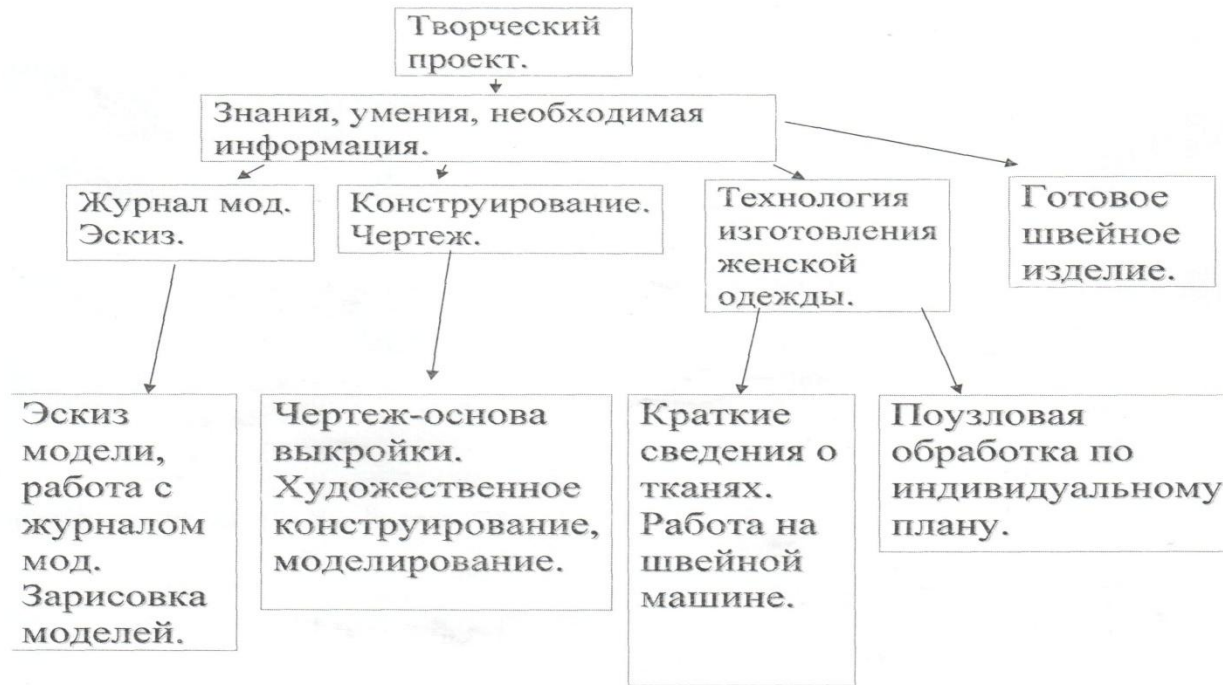 Творческий
проект.
Знания, умения, необходимая
информация.
Журнал мод.
Эскиз.
Конструирование.
Чертеж.
Технология
изготовления
женской
одежды.
Готовое
швейное
изделие.
Эскиз
модели,
работа с
журналом
мод.
Зарисовка
моделей.
Чертеж-основа
выкройки.
Художественное
конструирование,
моделирование.
Краткие
сведения о
тканях.
Работа на
швейной
машине.
Поузловая
обработка по
индивидуальному
плану.